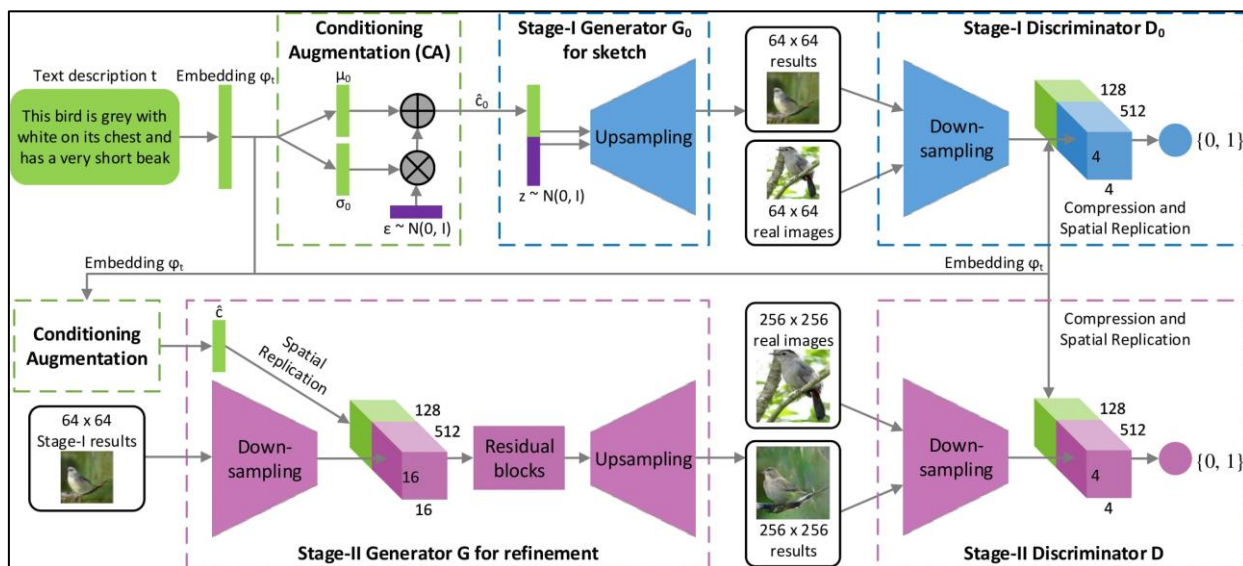 Conditioning
Augmentation (CA)
Stage-I Generator G₀
for sketch
Stage-I Discriminator D₀
Text description t
Embedding φₜ
This bird is grey with
white on its chest and
has a very short beak
μ₀
σ₀
ε ~ N(0, I)
ĉ₀
z ~ N(0, I)
Upsampling
64 x 64
results
64 x 64
real images
Down-
sampling
128
512
4
4
{0, 1}
Compression and
Spatial Replication
Embedding φₜ
Embedding φₜ
Conditioning
Augmentation
ĉ
Spatial
Replication
64 x 64
Stage-I results
Down-
sampling
128
512
16
16
Residual
blocks
Upsampling
256 x 256
real images
256 x 256
results
Compression and
Spatial Replication
Down-
sampling
128
512
4
4
{0, 1}
Stage-II Generator G for refinement
Stage-II Discriminator D